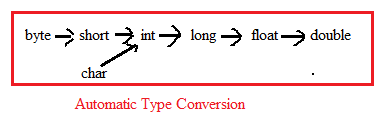 byte short int long float double
char
Automatic Type Conversion